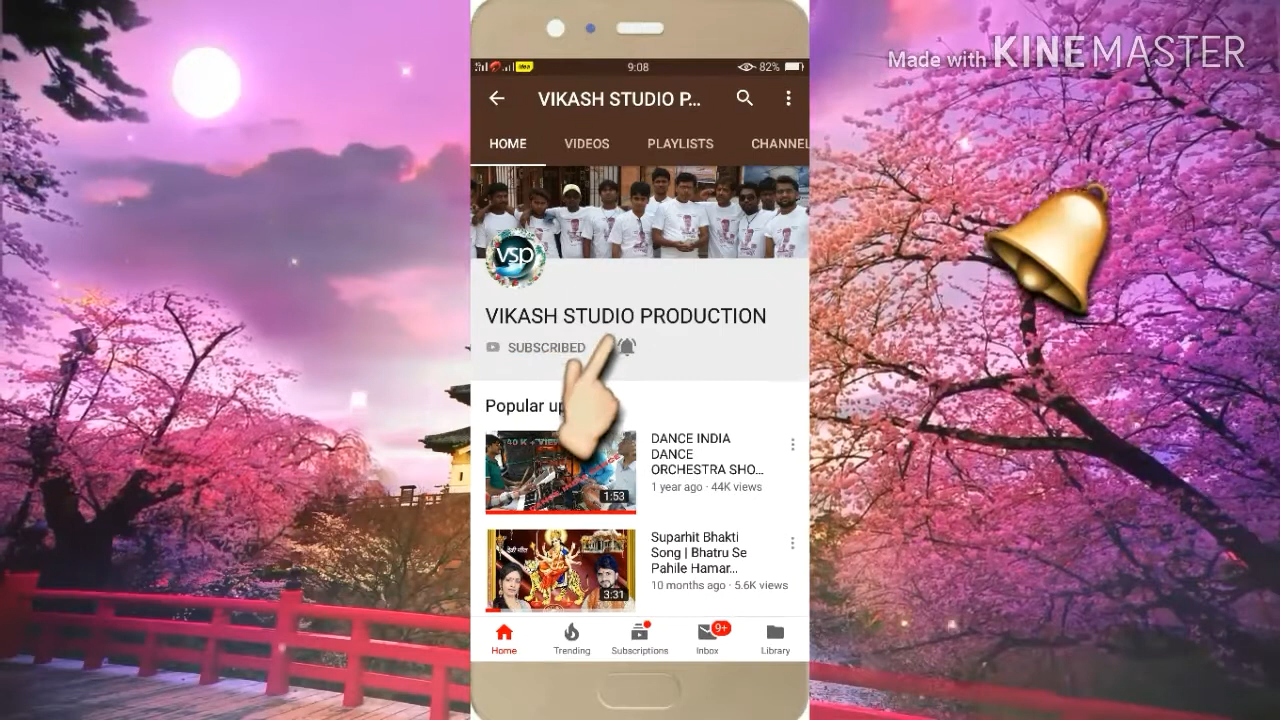 Made with KINEMASTER
idea 9:08 82%
VIKASH STUDIO P...
HOME VIDEOS PLAYLISTS CHANNEL
vsp
VIKASH STUDIO PRODUCTION
SUBSCRIBED
Popular up
DANCE INDIA
DANCE
ORCHESTRA SHO...
1 year ago · 44K views
1:53
Suparhit Bhakti
Song | Bhatru Se
Pahile Hamar...
10 months ago · 5.6K views
3:31
9+
Home Trending Subscriptions Inbox Library